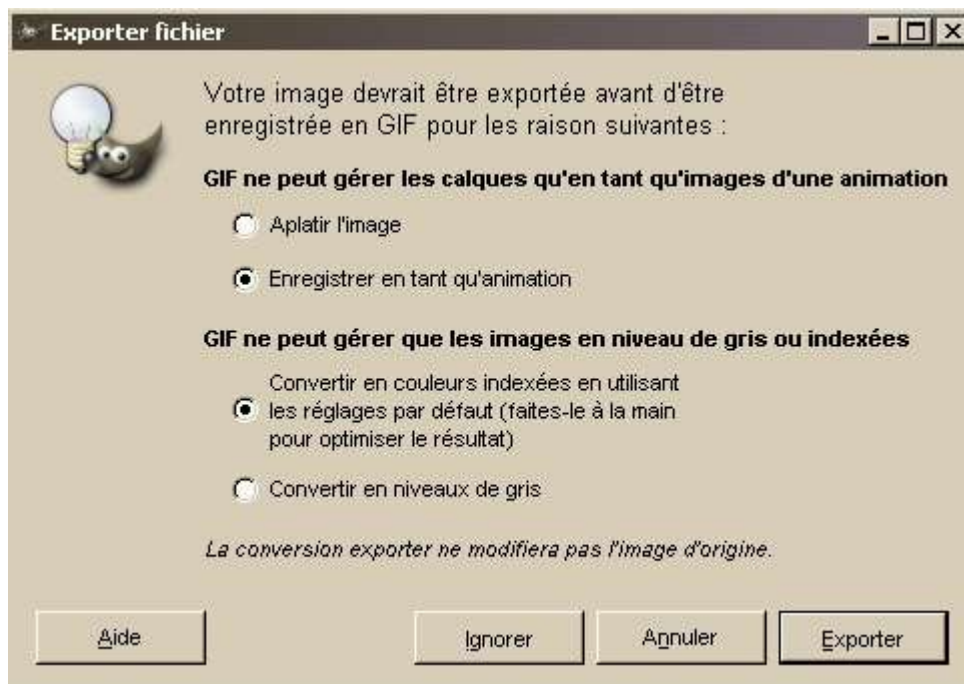 Exporter fichier
Votre image devrait être exportée avant d'être
enregistrée en GIF pour les raison suivantes :
GIF ne peut gérer les calques qu'en tant qu'images d'une animation
Aplatir l'image
Enregistrer en tant qu'animation
GIF ne peut gérer que les images en niveau de gris ou indexées
Convertir en couleurs indexées en utilisant
les réglages par défaut (faites-le à la main
pour optimiser le résultat)
Convertir en niveaux de gris
La conversion exporter ne modifiera pas l'image d'origine.
Aide
Ignorer
Annuler
Exporter